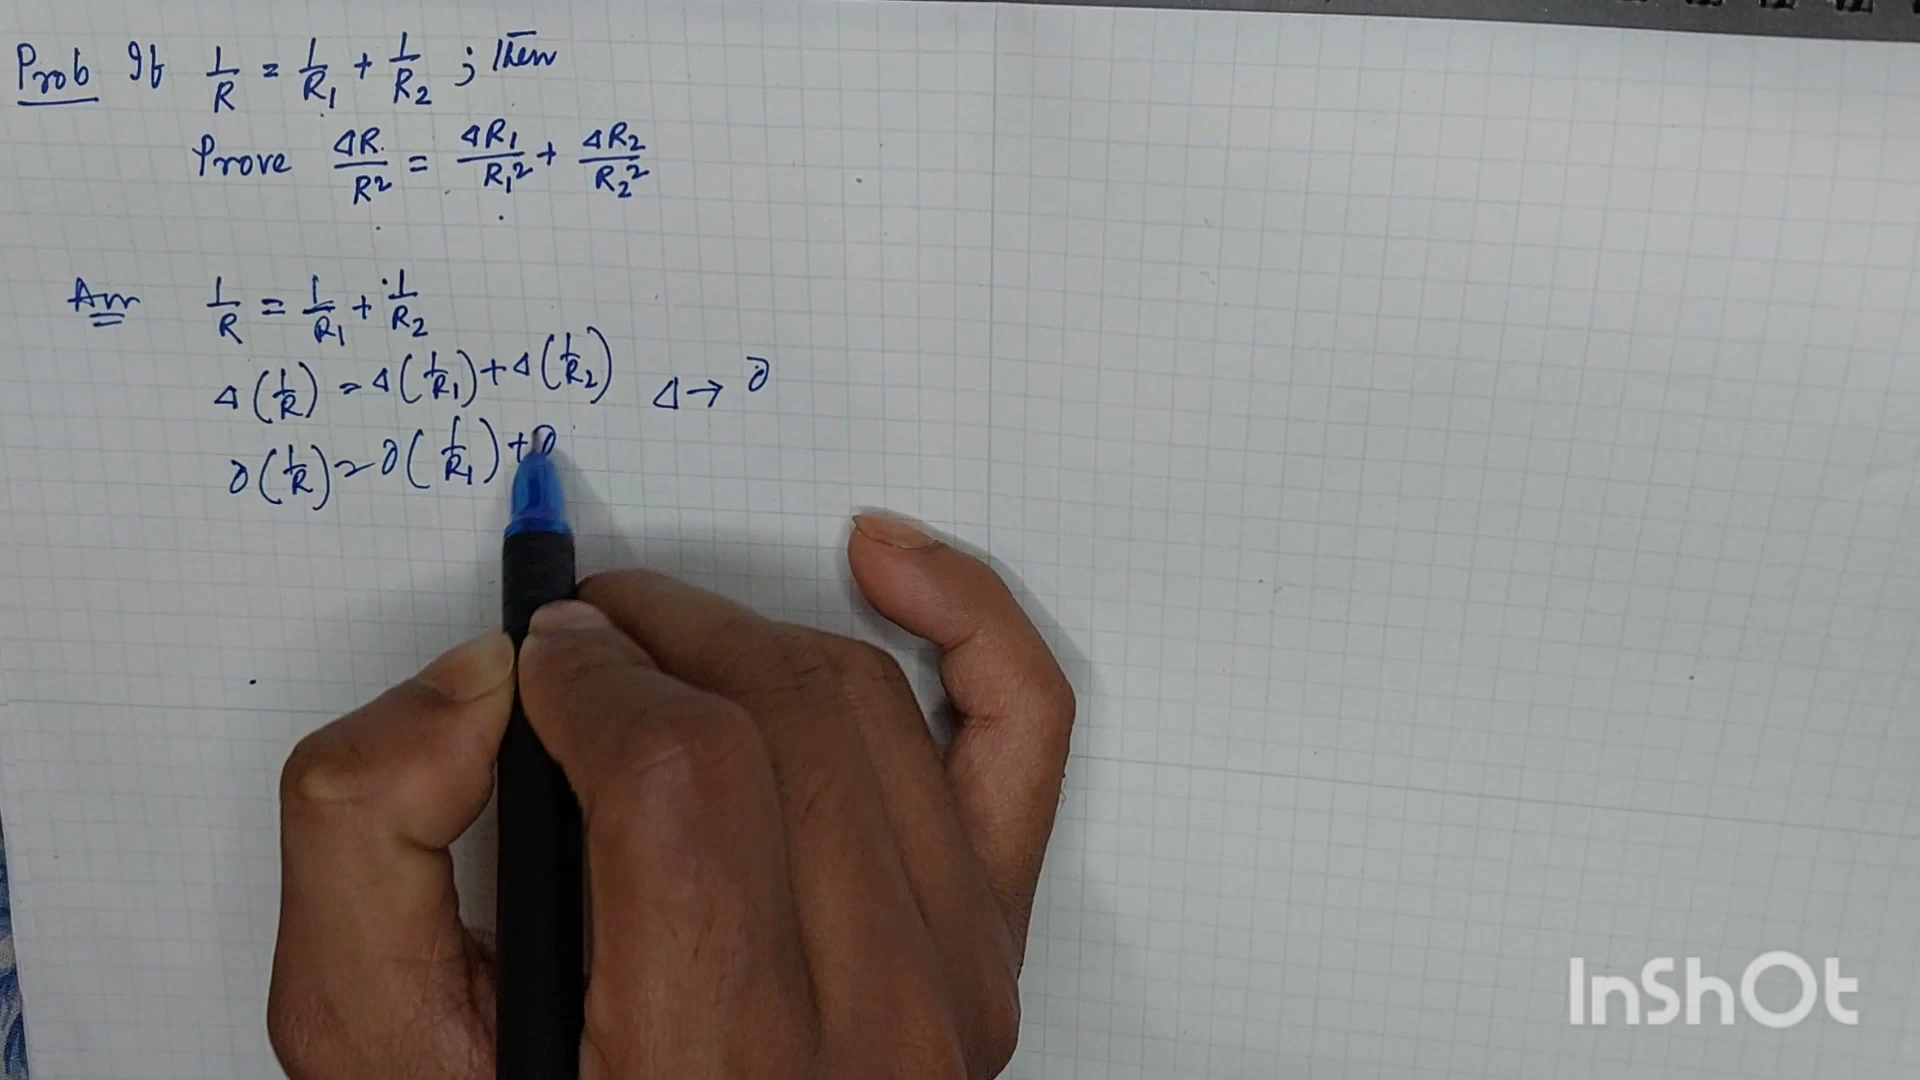 Prob If 1/R = 1/R₁ + 1/R₂ ; then
Prove ΔR/R² = ΔR₁/R₁² + ΔR₂/R₂²
Ans 1/R = 1/R₁ + 1/R₂
Δ(1/R) = Δ(1/R₁) + Δ(1/R₂) Δ → ∂
∂(1/R) = ∂(1/R₁) + ∂
InShOt